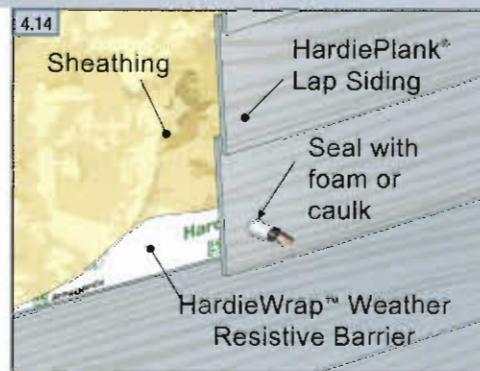 4.14
Sheathing
HardiePlank®
Lap Siding
Seal with
foam or
caulk
HardieWrap™ Weather
Resistive Barrier